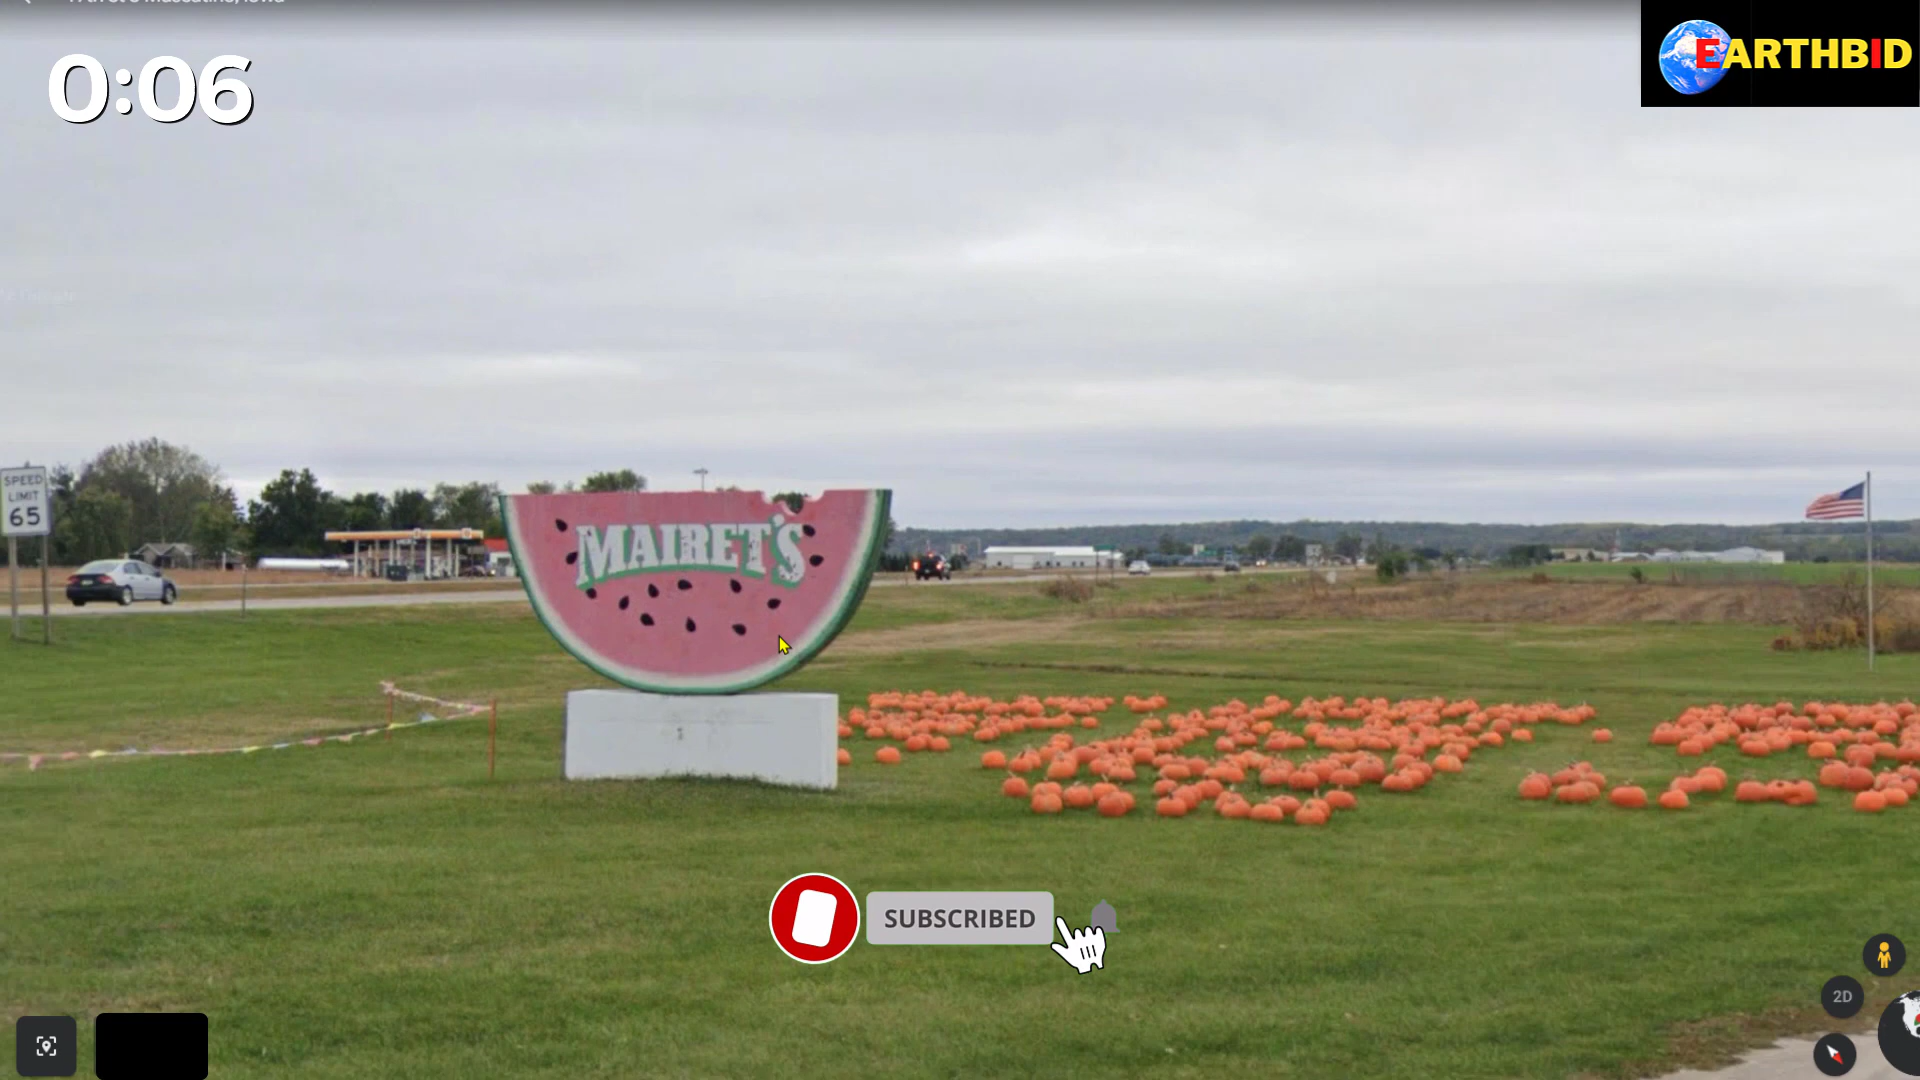 0:06
EARTHBID
SPEED
LIMIT
65
MAIRET'S
SUBSCRIBED
2D